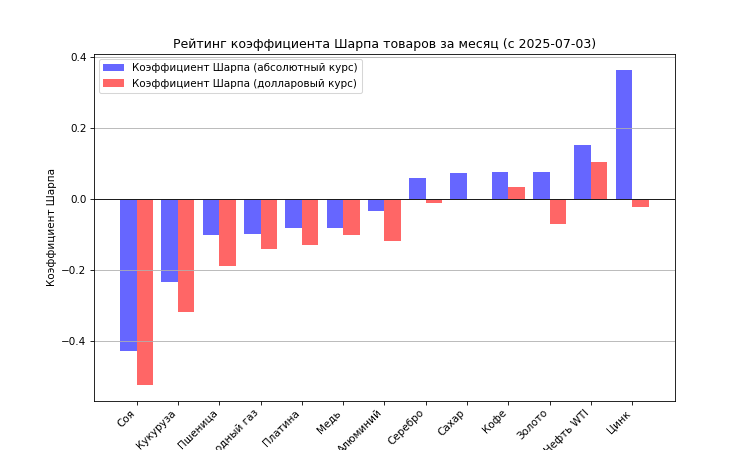 Рейтинг коэффициента Шарпа товаров за месяц (с 2025-07-03)
Коэффициент Шарпа (абсолютный курс)
Коэффициент Шарпа (долларовый курс)
Коэффициент Шарпа
0.4
0.2
0.0
−0.2
−0.4
Соя
Кукуруза
Пшеница
одный газ
Платина
Медь
Алюминий
Серебро
Сахар
Кофе
Золото
Нефть WTI
Цинк